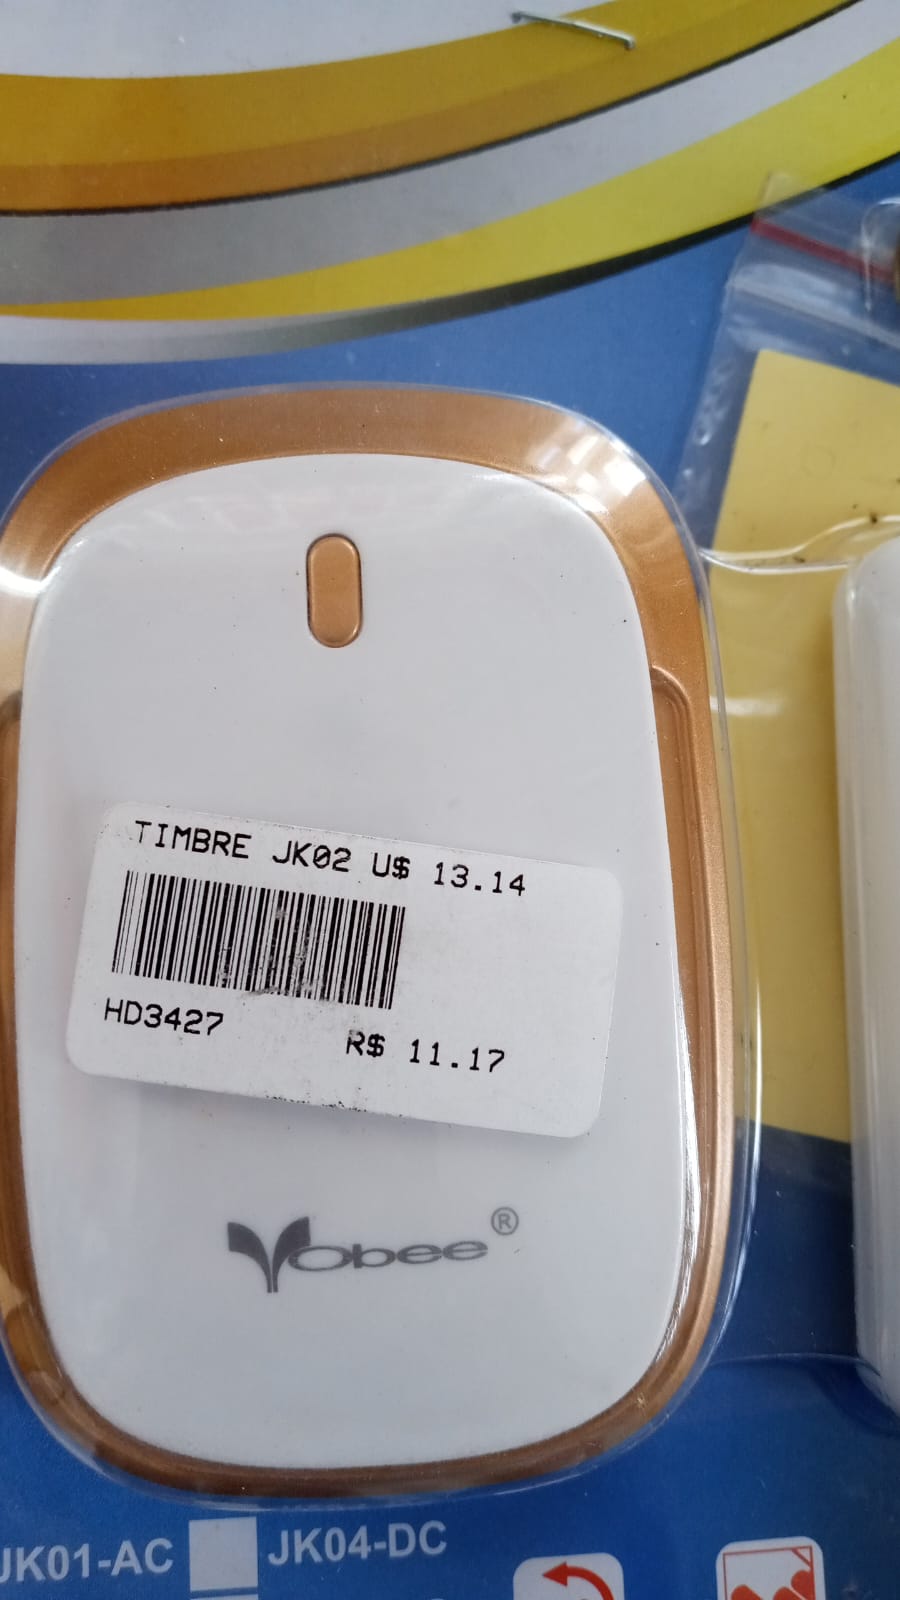 TIMBRE JK02 U$ 13.14
HD3427
R$ 11.17
Yobee®
JK01-AC
JK04-DC